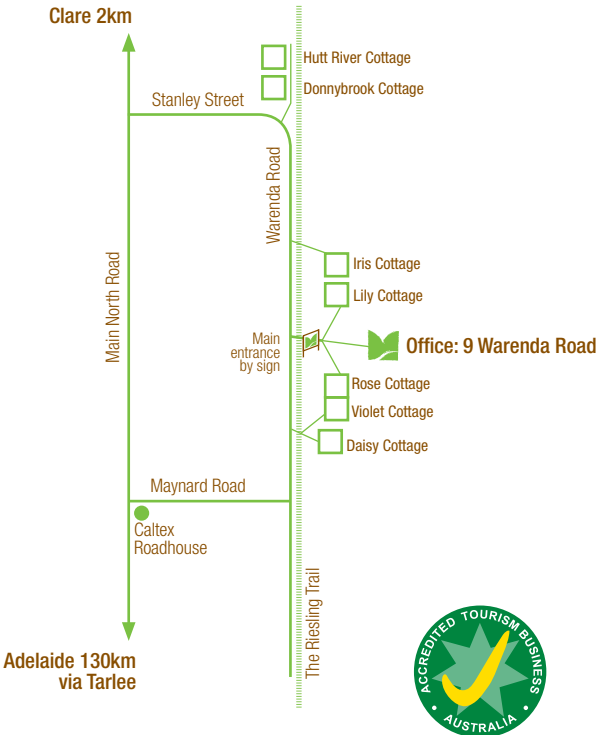 Clare 2km
Hutt River Cottage
Donnybrook Cottage
Stanley Street
Warenda Road
Main North Road
Iris Cottage
Lily Cottage
Main
entrance
by sign
Office: 9 Warenda Road
Rose Cottage
Violet Cottage
Daisy Cottage
Maynard Road
Caltex
Roadhouse
The Riesling Trail
Adelaide 130km
via Tarlee
ACCREDITED TOURISM BUSINESS
• AUSTRALIA •